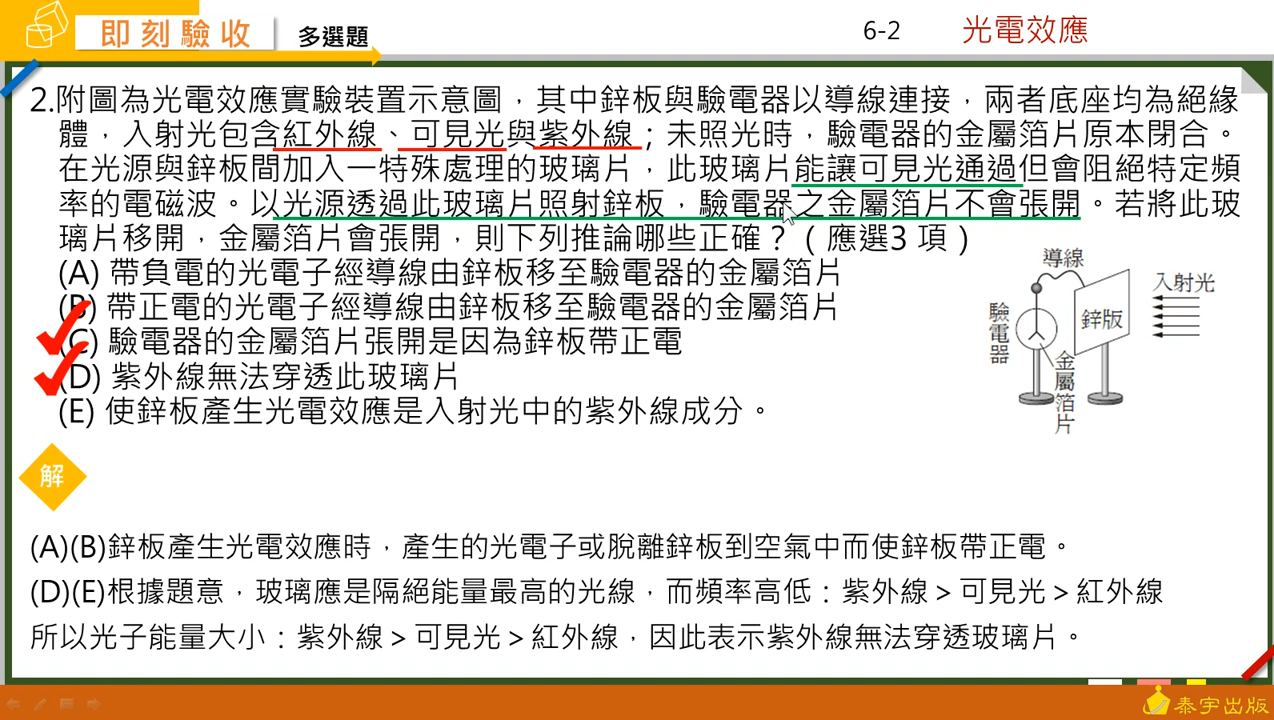 即刻驗收 多選題 6-2 光電效應
2.附圖為光電效應實驗裝置示意圖，其中鋅板與驗電器以導線連接，兩者底座均為絕緣
體，入射光包含紅外線、可見光與紫外線；未照光時，驗電器的金屬箔片原本閉合。
在光源與鋅板間加入一特殊處理的玻璃片，此玻璃片能讓可見光通過但會阻絕特定頻
率的電磁波。以光源透過此玻璃片照射鋅板，驗電器之金屬箔片不會張開。若將此玻
璃片移開，金屬箔片會張開，則下列推論哪些正確？（應選3 項）
(A) 帶負電的光電子經導線由鋅板移至驗電器的金屬箔片
(B) 帶正電的光電子經導線由鋅板移至驗電器的金屬箔片
(C) 驗電器的金屬箔片張開是因為鋅板帶正電
(D) 紫外線無法穿透此玻璃片
(E) 使鋅板產生光電效應是入射光中的紫外線成分。
導線
入射光
驗電器
鋅版
金屬箔片
解
(A)(B)鋅板產生光電效應時，產生的光電子或脫離鋅板到空氣中而使鋅板帶正電。
(D)(E)根據題意，玻璃應是隔絕能量最高的光線，而頻率高低：紫外線＞可見光＞紅外線
所以光子能量大小：紫外線＞可見光＞紅外線，因此表示紫外線無法穿透玻璃片。
泰宇出版